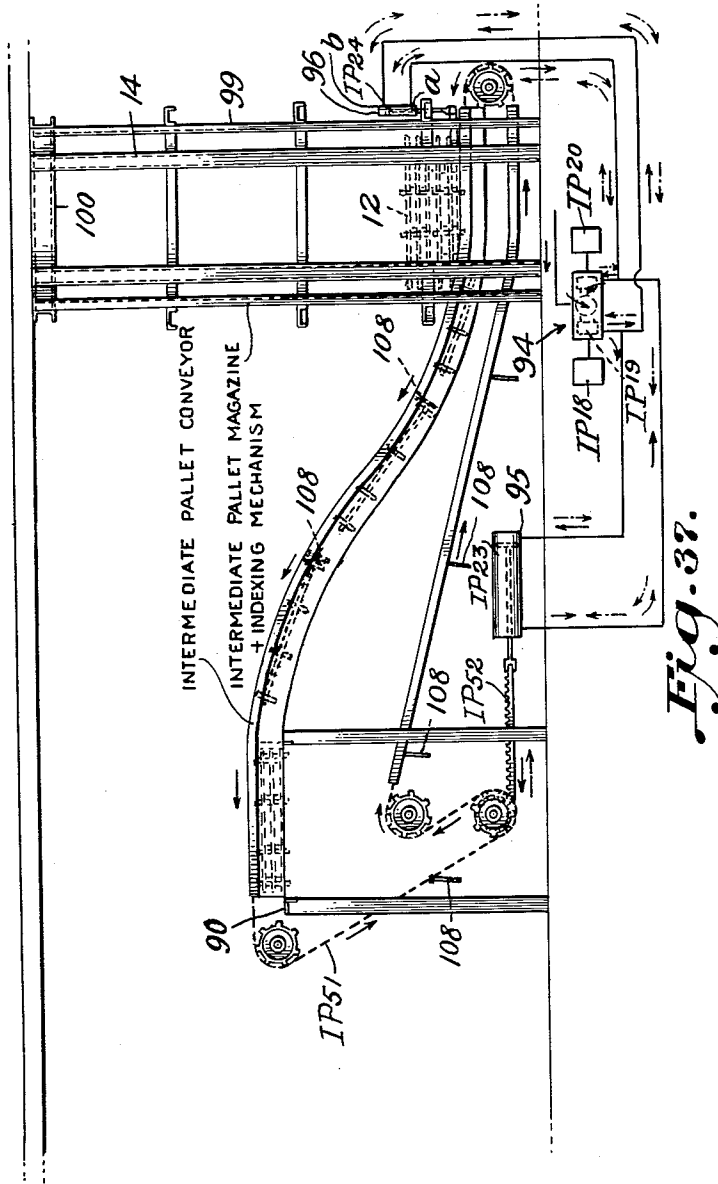 INTERMEDIATE PALLET CONVEYOR
INTERMEDIATE PALLET MAGAZINE
+ INDEXING MECHANISM
100
14
99
96
b
IP24
a
12
108
108
90
IP51
108
108
108
IP52
IP23
95
94
IP18
IP19
IP20
Fig. 37.